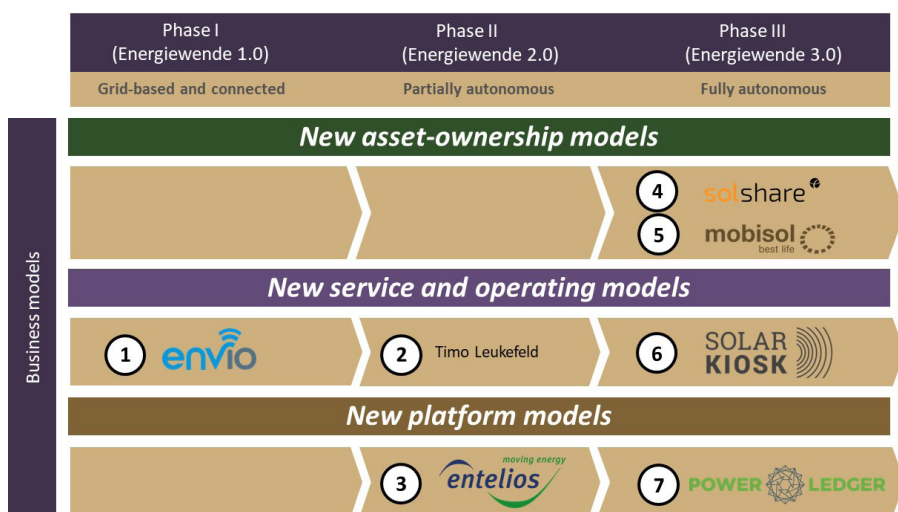 Phase I
(Energiewende 1.0)
Phase II
(Energiewende 2.0)
Phase III
(Energiewende 3.0)
Grid-based and connected
Partially autonomous
Fully autonomous
Business models
New asset-ownership models
4
solshare
5
mobisol
best life
New service and operating models
1
envio
2
Timo Leukefeld
6
SOLAR
KIOSK
New platform models
3
moving energy
entelios
7
POWER LEDGER